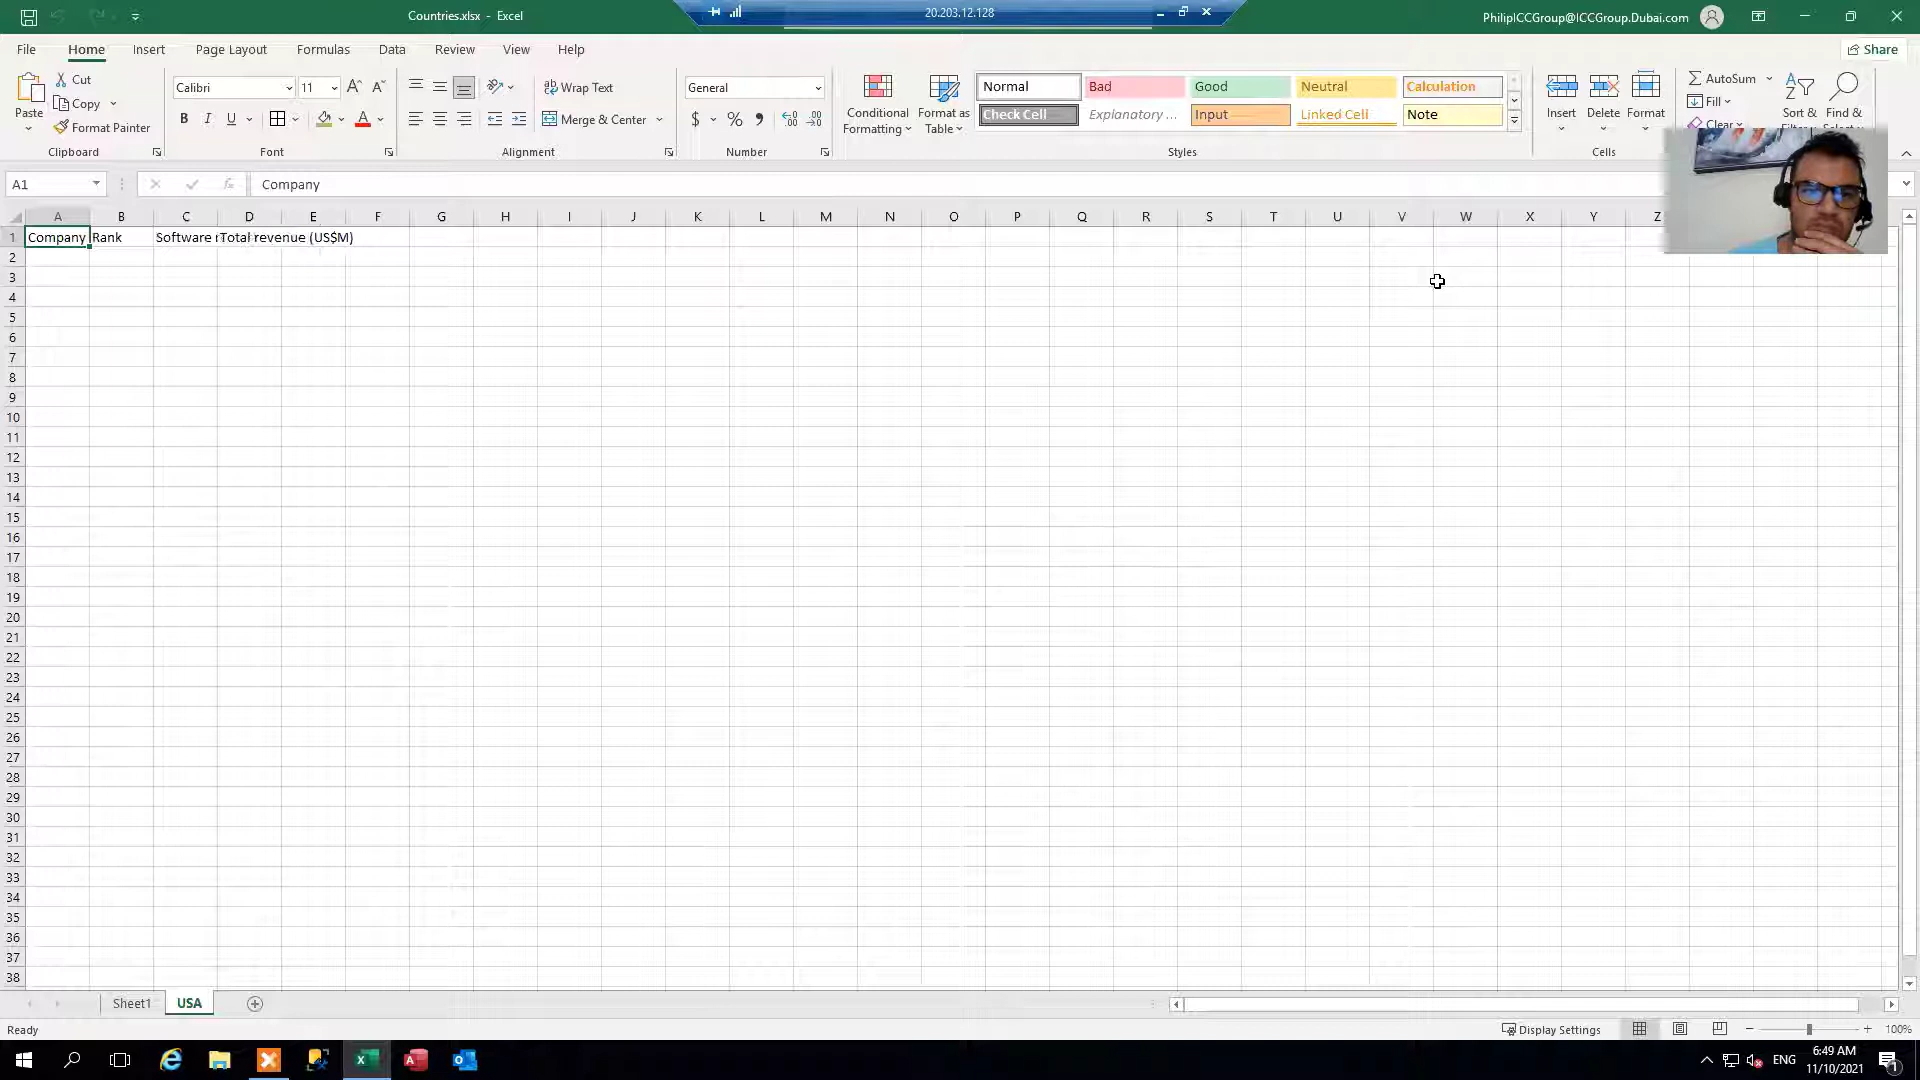 Countries.xlsx - Excel
20.203.12.128
PhilipICCGroup@ICCGroup.Dubai.com
File Home Insert Page Layout Formulas Data Review View Help
Share
Paste
Cut
Copy
Format Painter
Clipboard
Calibri 11
B I U
Font
Wrap Text
Merge & Center
Alignment
General
$ %
Number
Conditional Formatting
Format as Table
Normal Bad Good Neutral Calculation
Check Cell Explanatory ... Input Linked Cell Note
Styles
Insert Delete Format
Cells
AutoSum
Fill
Clear
Sort &
Find &
A1
fx
Company
A B C D E F G H I J K L M N O P Q R S T U V W X Y Z
1 Company Rank Software r Total revenue (US$M)
2
3
4
5
6
7
8
9
10
11
12
13
14
15
16
17
18
19
20
21
22
23
24
25
26
27
28
29
30
31
32
33
34
35
36
37
38
Sheet1 USA
Ready
Display Settings
100%
ENG
6:49 AM
11/10/2021
1